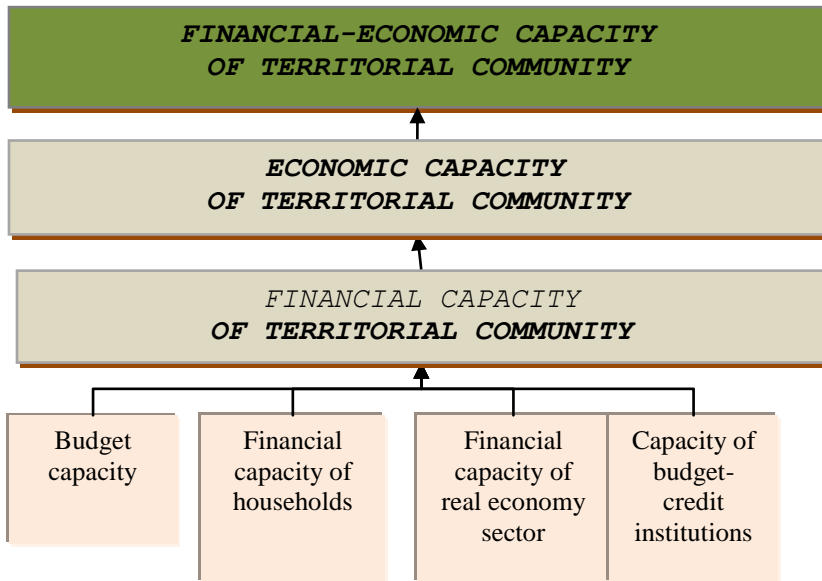 FINANCIAL-ECONOMIC CAPACITY
OF TERRITORIAL COMMUNITY
ECONOMIC CAPACITY
OF TERRITORIAL COMMUNITY
FINANCIAL CAPACITY
OF TERRITORIAL COMMUNITY
Budget
capacity
Financial
capacity of
households
Financial
capacity of
real economy
sector
Capacity of
budget-
credit
institutions